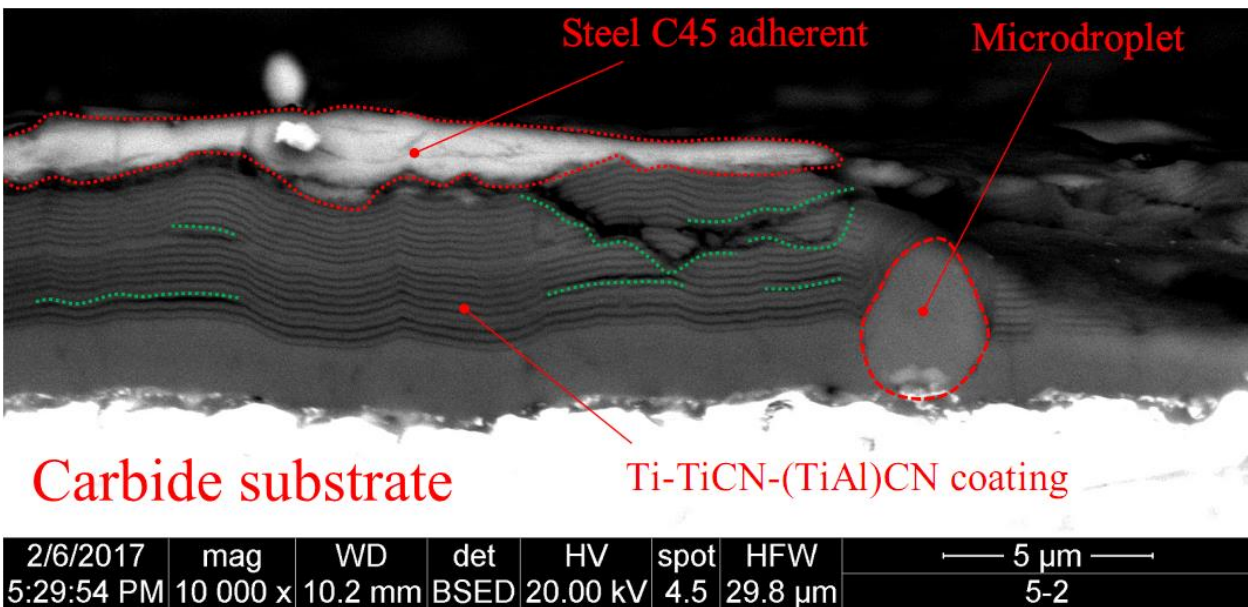 Steel C45 adherent
Microdroplet
Carbide substrate
Ti-TiCN-(TiAl)CN coating
2/6/2017 mag WD det HV spot HFW 5 µm
5:29:54 PM 10 000 x 10.2 mm BSED 20.00 kV 4.5 29.8 µm 5-2